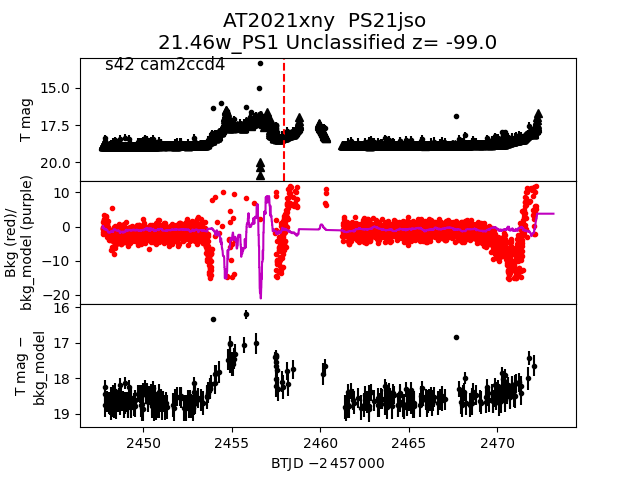 AT2021xny  PS21jso
21.46w_PS1 Unclassified z= -99.0
s42 cam2ccd4
T mag
15.0
17.5
20.0
Bkg (red)/
bkg_model (purple)
10
0
−10
−20
T mag −
bkg_model
16
17
18
19
2450
2455
2460
2465
2470
BTJD −2 457 000